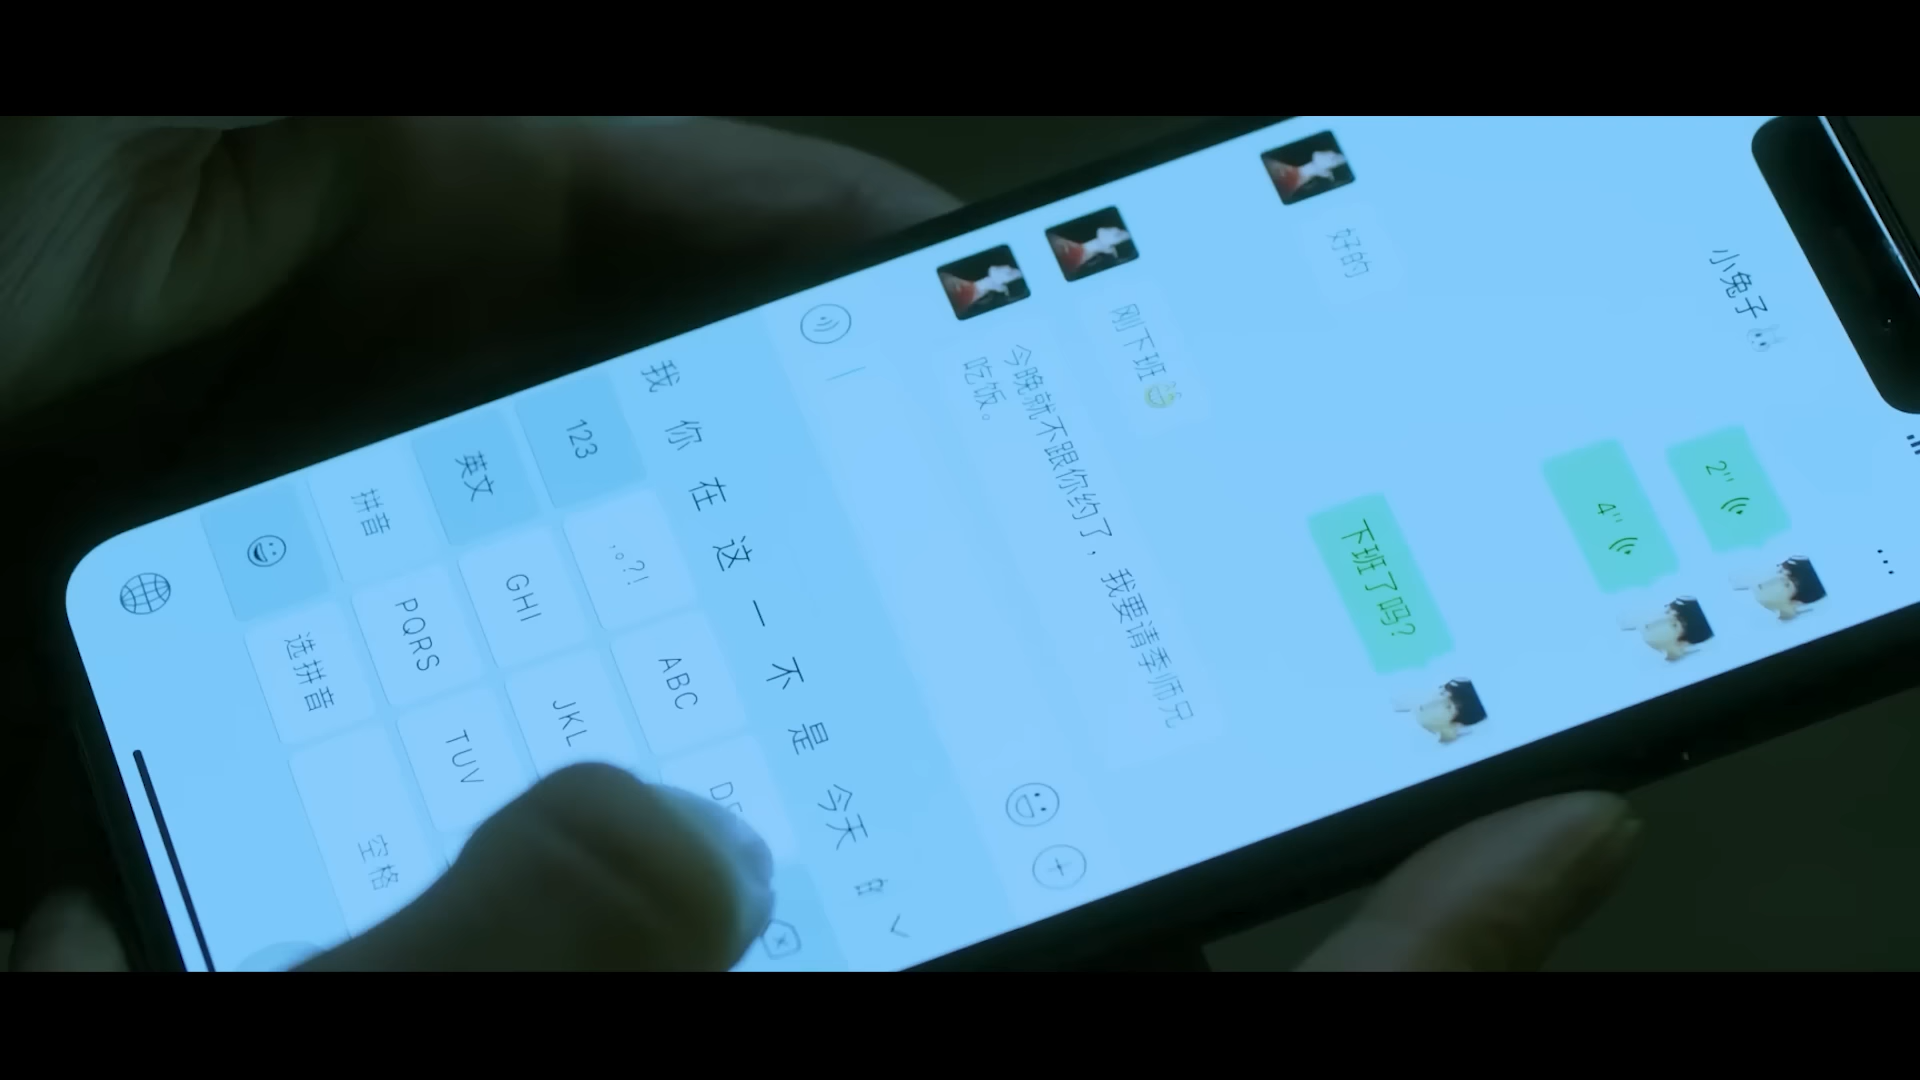 小兔子
2"
4"
好的
下班了吗?
刚下班
今晚就不跟你约了，我要请季师兄
吃饭。
我 你 在 这 一 不 是 今天 的
123
,。?!
ABC
英文
GHI
JKL
拼音
PQRS
TUV
选拼音
空格